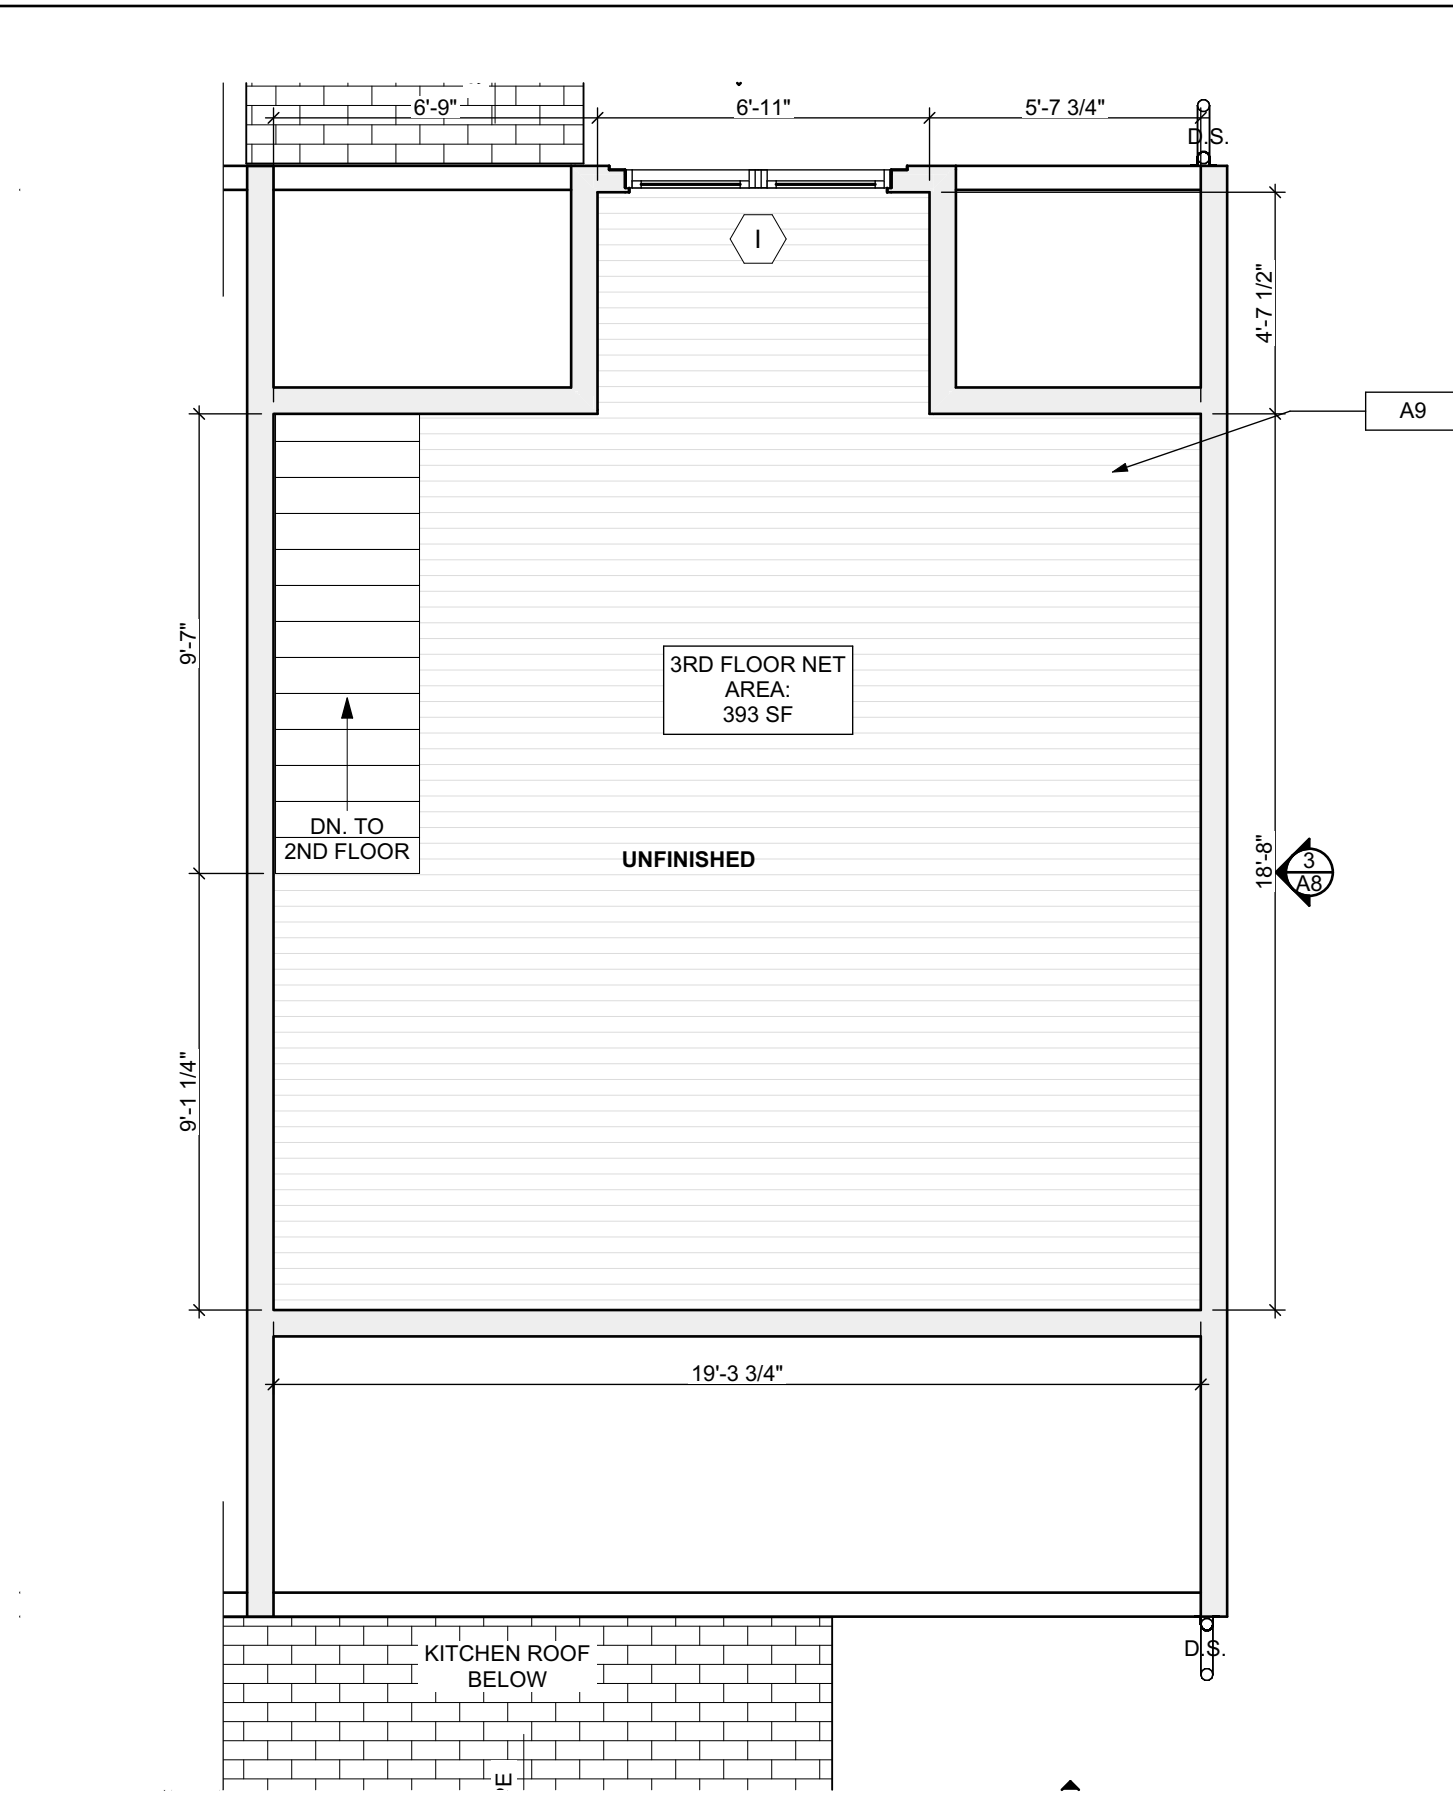 6'-9"
6'-11"
5'-7 3/4"
D.S.
I
4'-7 1/2"
A9
9'-7"
3RD FLOOR NET
AREA:
393 SF
DN. TO
2ND FLOOR
UNFINISHED
18'-8"
3
A8
9'-1 1/4"
19'-3 3/4"
KITCHEN ROOF
BELOW
D.S.